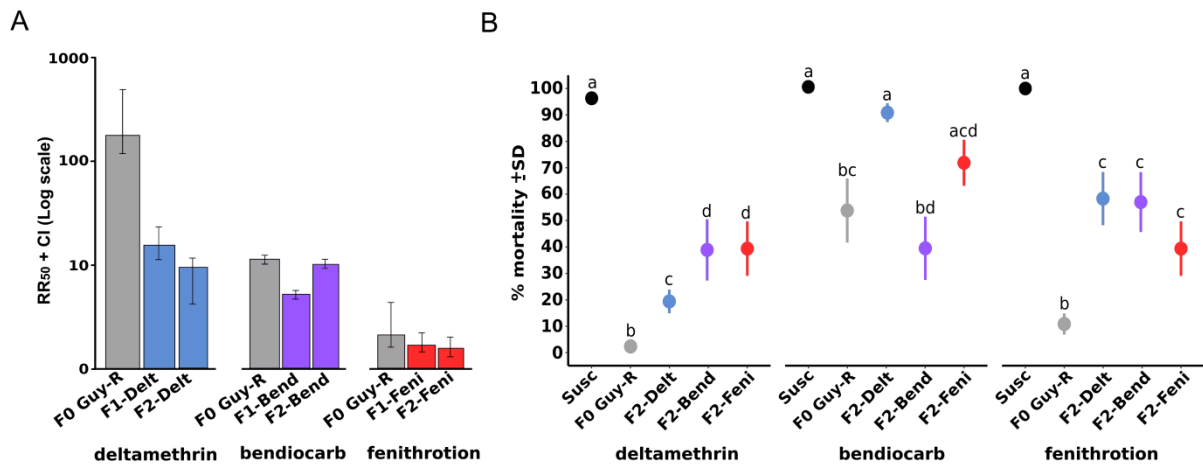 A
RR50 + CI (Log scale)
1000
100
10
0
F0 Guy-R
F1-Delt
F2-Delt
F0 Guy-R
F1-Bend
F2-Bend
F0 Guy-R
F1-Feni
F2-Feni
deltamethrin
bendiocarb
fenithrotion
B
% mortality ±SD
100
90
80
70
60
50
40
30
20
10
0
a
b
c
d
d
a
bc
a
bd
acd
a
b
c
c
c
Susc
F0 Guy-R
F2-Delt
F2-Bend
F2-Feni
Susc
F0 Guy-R
F2-Delt
F2-Bend
F2-Feni
Susc
F0 Guy-R
F2-Delt
F2-Bend
F2-Feni
deltamethrin
bendiocarb
fenithrotion